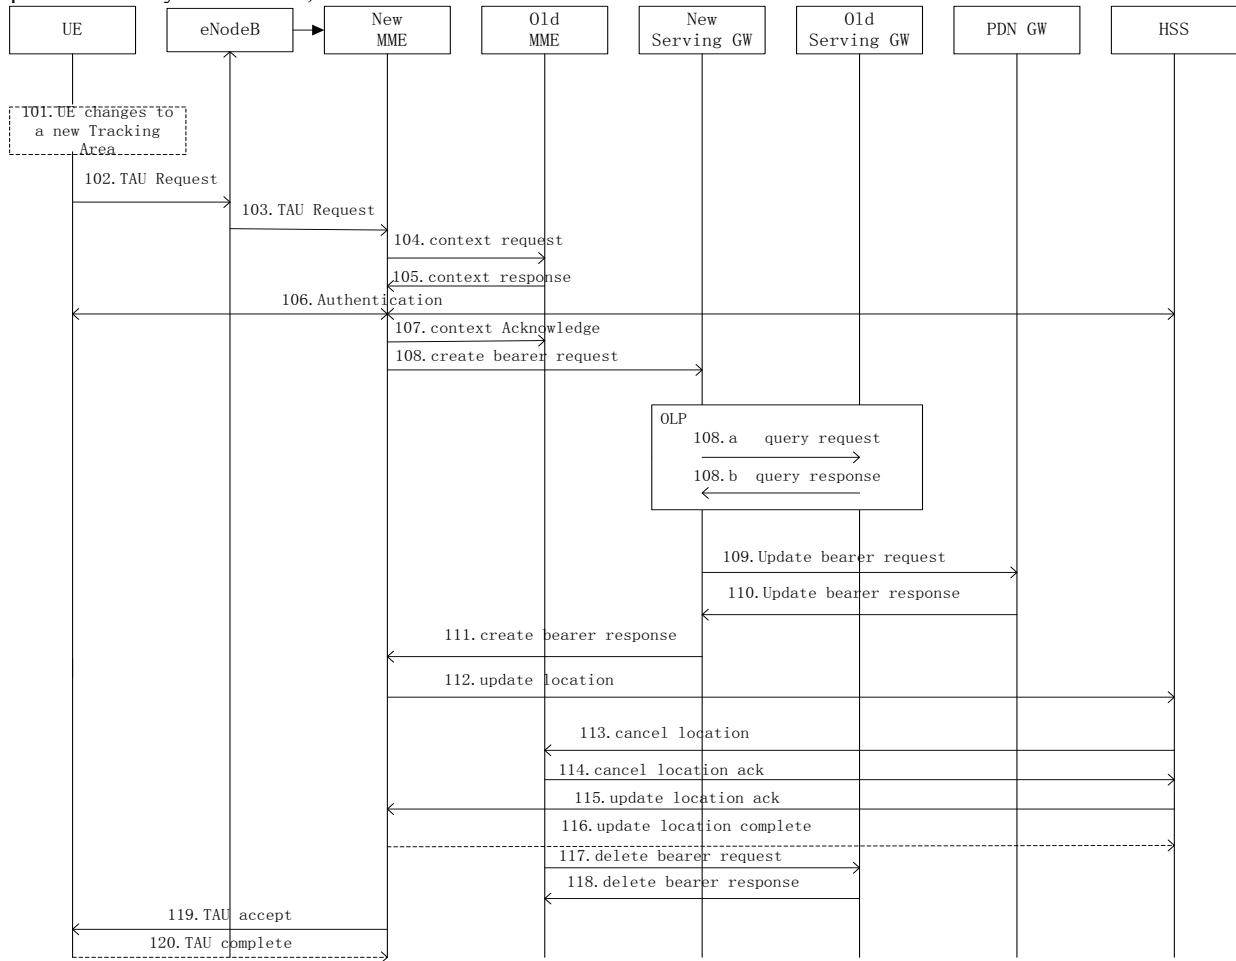 UE
eNodeB
New
MME
Old
MME
New
Serving GW
Old
Serving GW
PDN GW
HSS
101.UE changes to
a new Tracking
Area
102.TAU Request
103.TAU Request
104.context request
105.context response
106.Authentication
107.context Acknowledge
108.create bearer request
OLP
108.a query request
108.b query response
109.Update bearer request
110.Update bearer response
111.create bearer response
112.update location
113.cancel location
114.cancel location ack
115.update location ack
116.update location complete
117.delete bearer request
118.delete bearer response
119.TAU accept
120.TAU complete